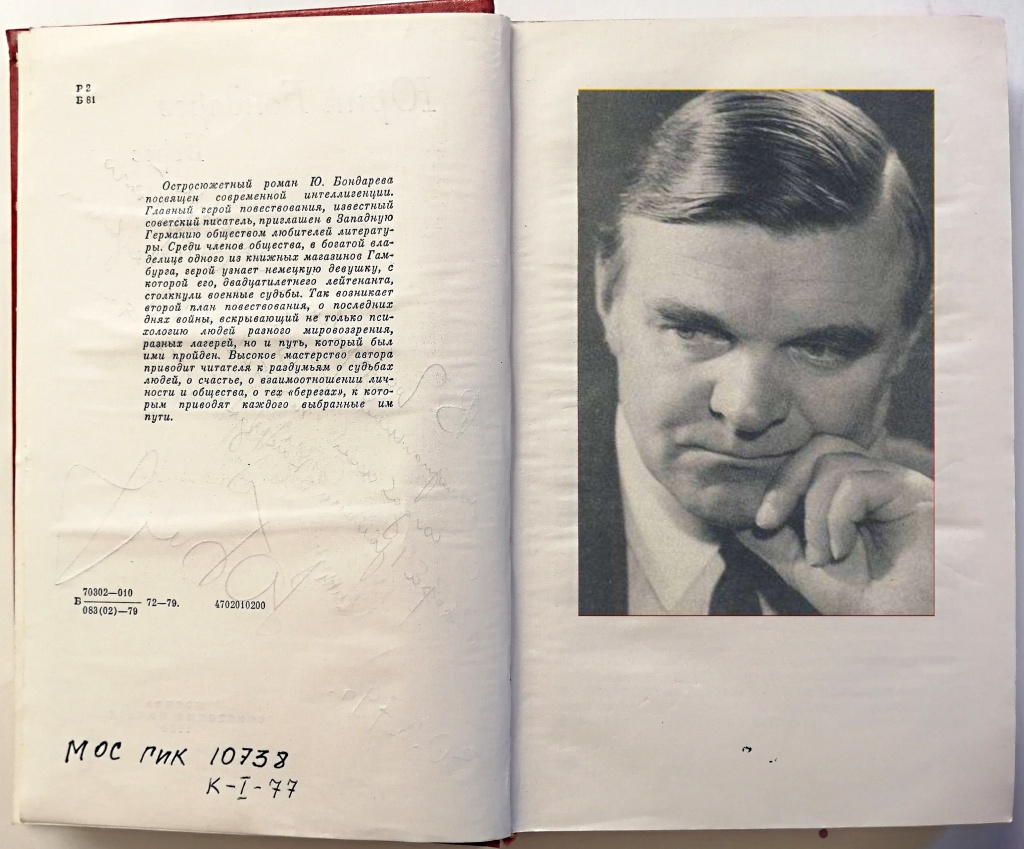 Р 2
Б 81
Остросюжетный роман Ю. Бондарева
посвящен современной интеллигенции.
Главный герой повествования, известный
советский писатель, приглашен в Западную
Германию обществом любителей литерату-
ры. Среди членов общества, в богатой вла-
делице одного из книжных магазинов Гам-
бурга, герой узнает немецкую девушку, с
которой его, двадцатилетнего лейтенанта,
столкнули военные судьбы. Так возникает
второй план повествования, о последних
днях войны, вскрывающий не только пси-
хологию людей разного мировоззрения,
разных лагерей, но и путь, который был
ими пройден. Высокое мастерство автора
приводит читателя к раздумьям о судьбах
людей, о счастье, о взаимоотношении лич-
ности и общества, о тех «берегах», к кото-
рым приводят каждого выбранные им
пути.
Б 70302—010
083(02)—79 72—79. 4702010200
МОС ГИК 10738
К-I-77